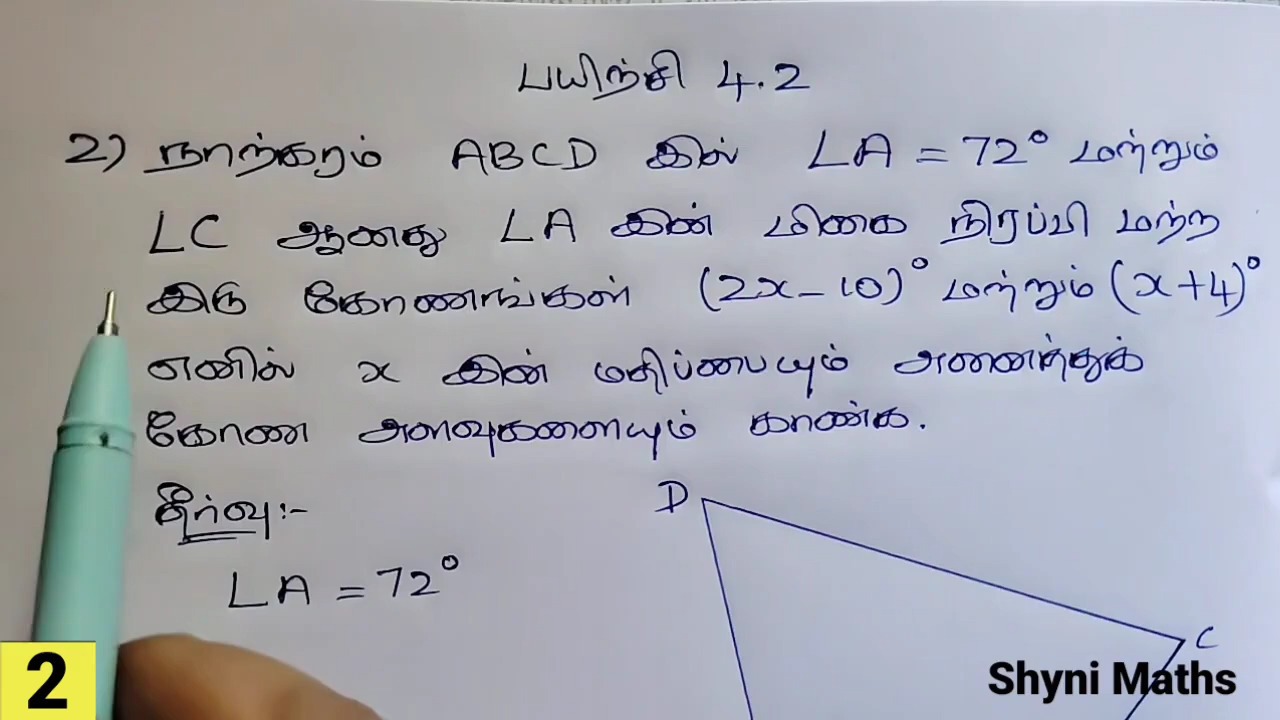 பயிற்சி 4.2
2) நாற்கரம் ABCD இல் ∠A = 72° மற்றும்
∠C ஆனது ∠A இன் மிகை நிரப்பி மற்ற
இரு கோணங்கள் (2x-10)° மற்றும் (x+4)°
எனில் x இன் மதிப்பையும் அனைத்துக்
கோண அளவுகளையும் காண்க.
தீர்வு:-
∠A = 72°
D
C
2
Shyni Maths